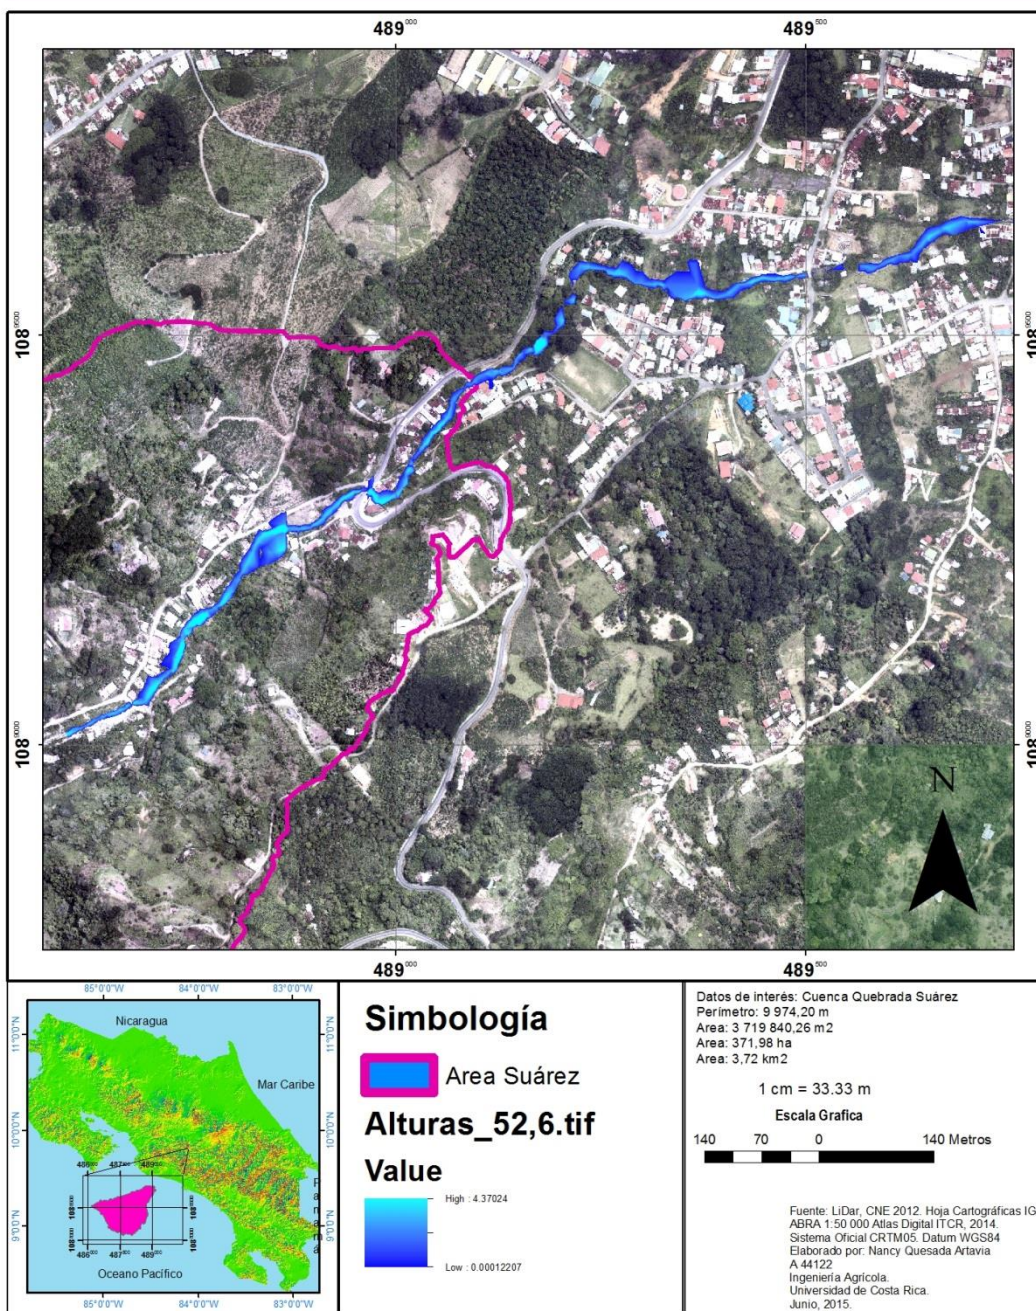 489000
489500
1089500
1089500
1089000
1089000
N
489000
489500
85°0'0"W
84°0'0"W
83°0'0"W
11°0'0"N
11°0'0"N
10°0'0"N
10°0'0"N
9°0'0"N
9°0'0"N
Nicaragua
Mar Caribe
Panamá
Oceano Pacífico
85°0'0"W
84°0'0"W
83°0'0"W
Simbología
Area Suárez
Alturas_52,6.tif
Value
High : 4.37024
Low : 0.00012207
Datos de interés: Cuenca Quebrada Suárez
Perímetro: 9 974,20 m
Area: 3 719 840,26 m2
Area: 371,98 ha
Area: 3,72 km2
1 cm = 33.33 m
Escala Grafica
140 70 0 140 Metros
Fuente: LiDar, CNE 2012. Hoja Cartográficas IG
ABRA 1:50 000 Atlas Digital ITCR, 2014.
Sistema Oficial CRTM05. Datum WGS84
Elaborado por: Nancy Quesada Artavia
A 44122
Ingeniería Agrícola.
Universidad de Costa Rica.
Junio, 2015.